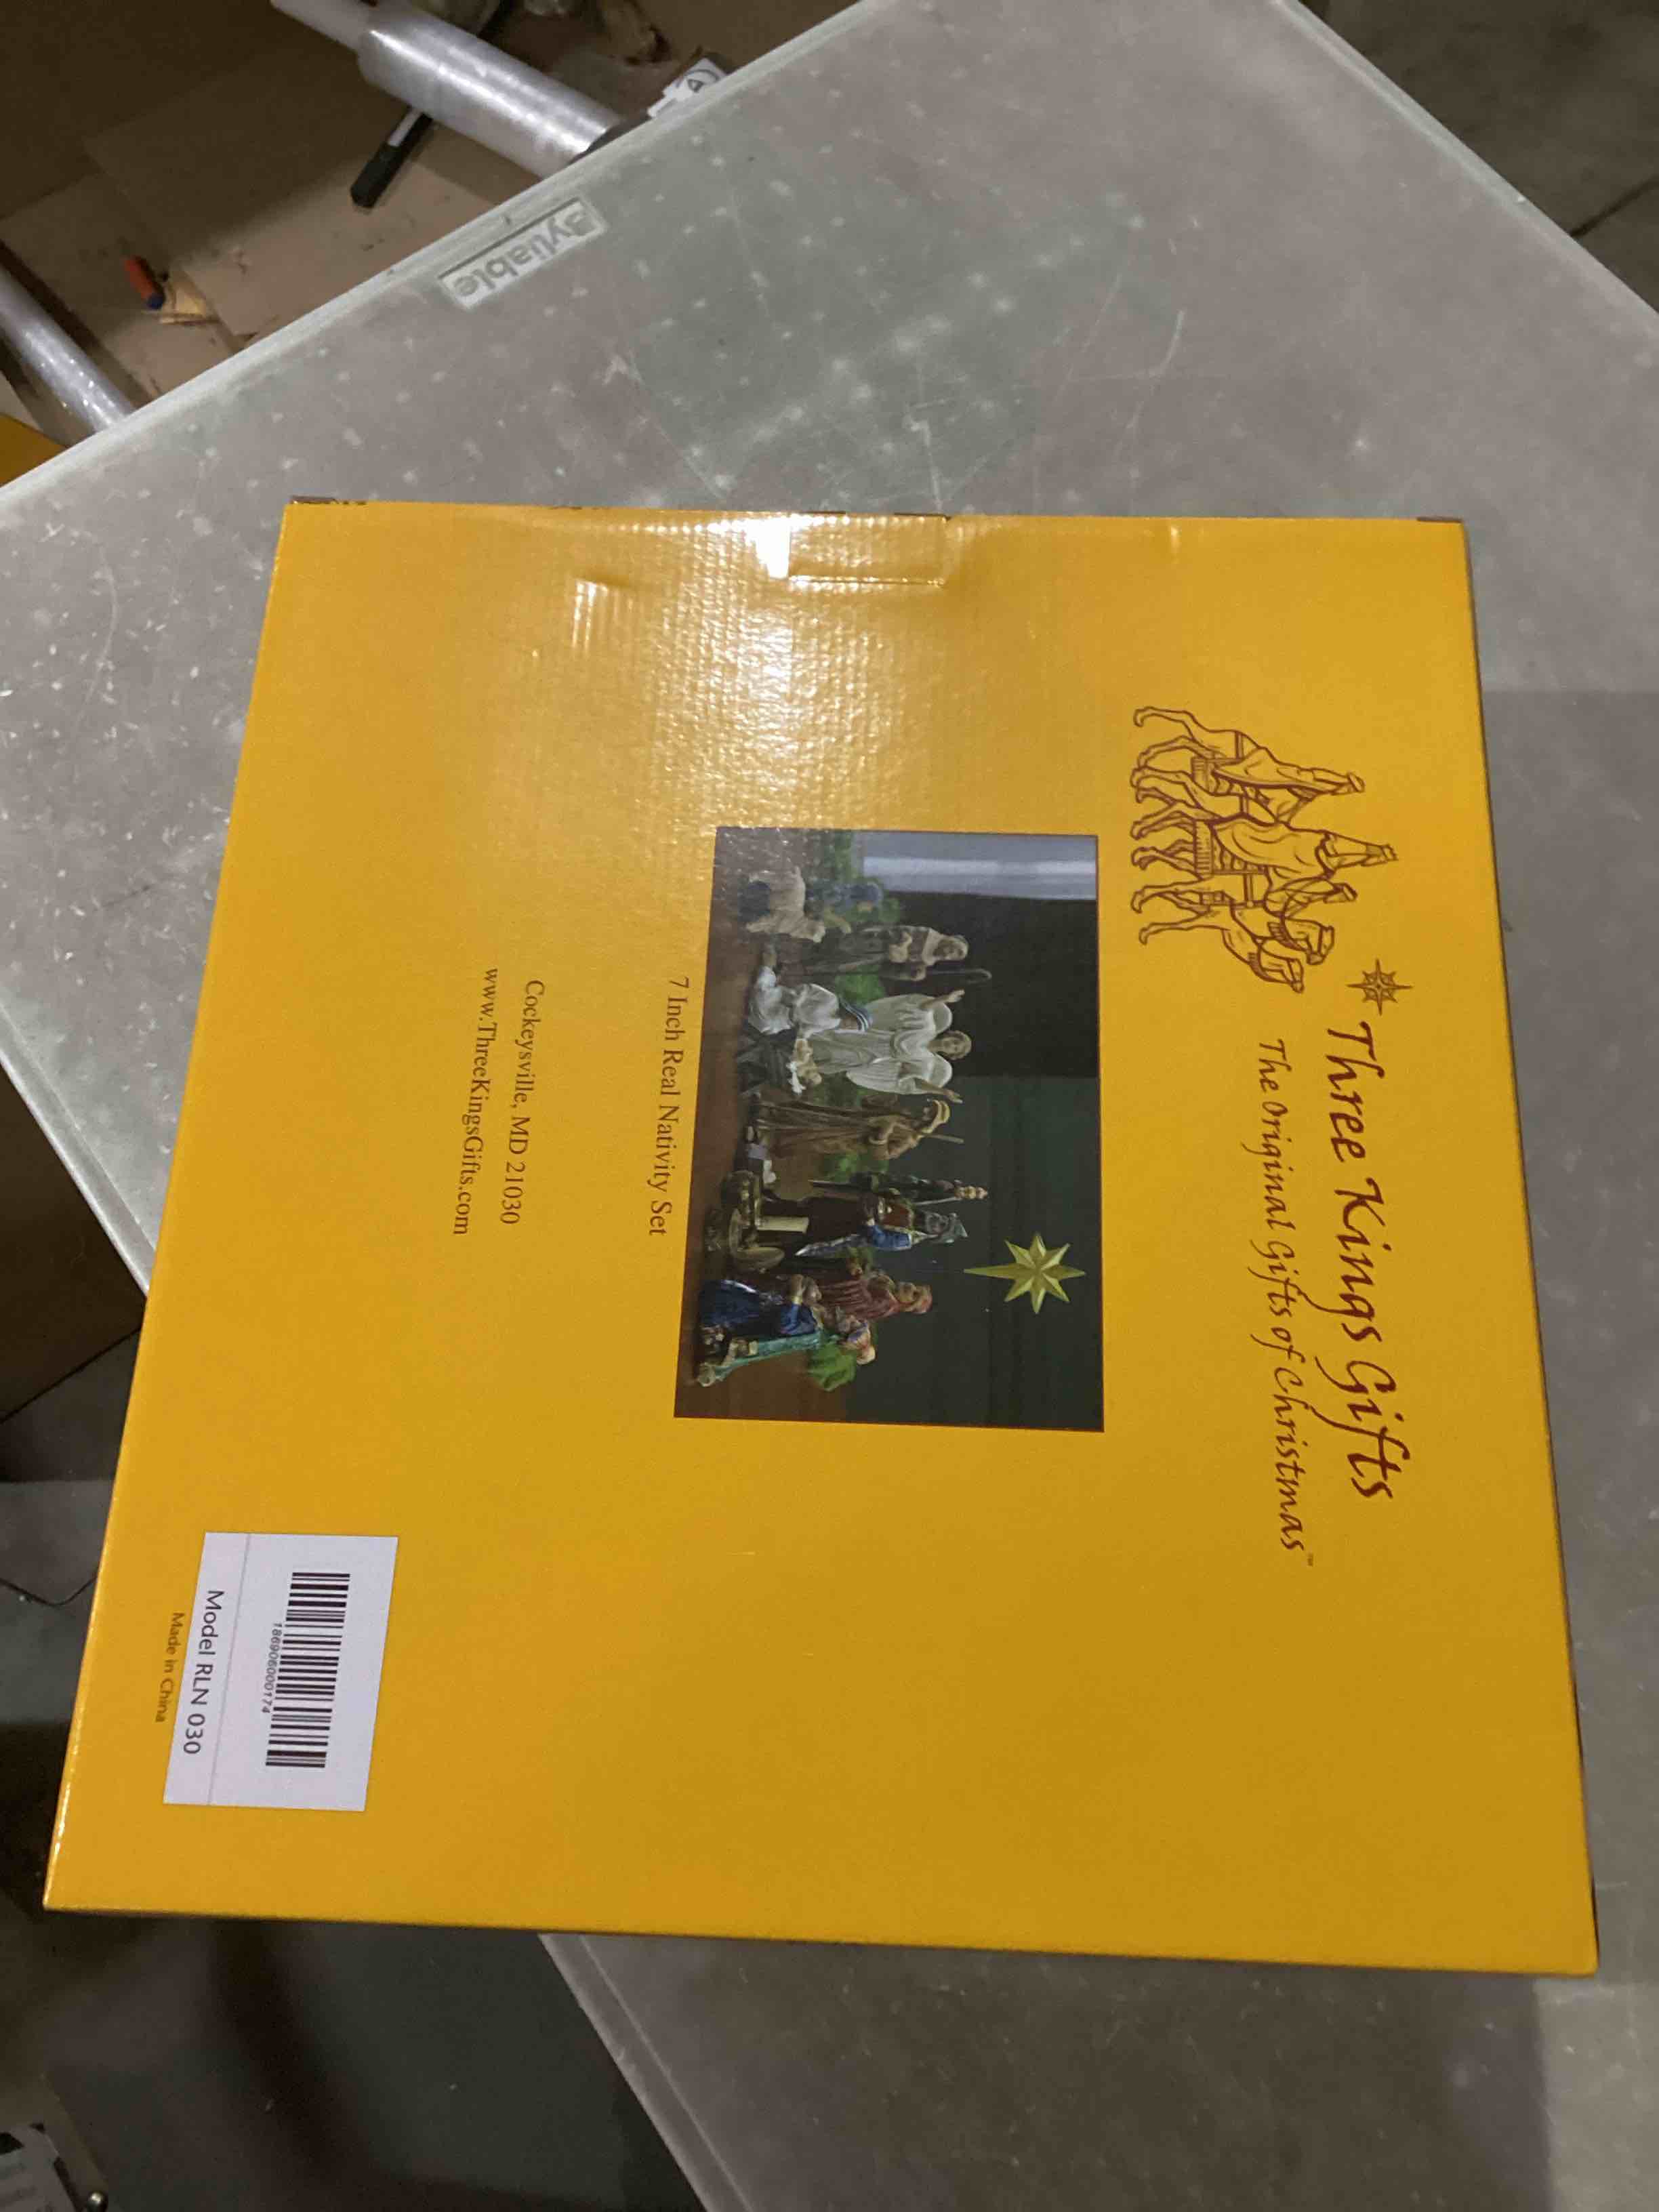 Three Kings Gifts
The Original Gifts of Christmas™
7 Inch Real Nativity Set
Cockeysville, MD 21030
www.ThreeKingsGifts.com
186906000174
Model RLN 030
Made in China